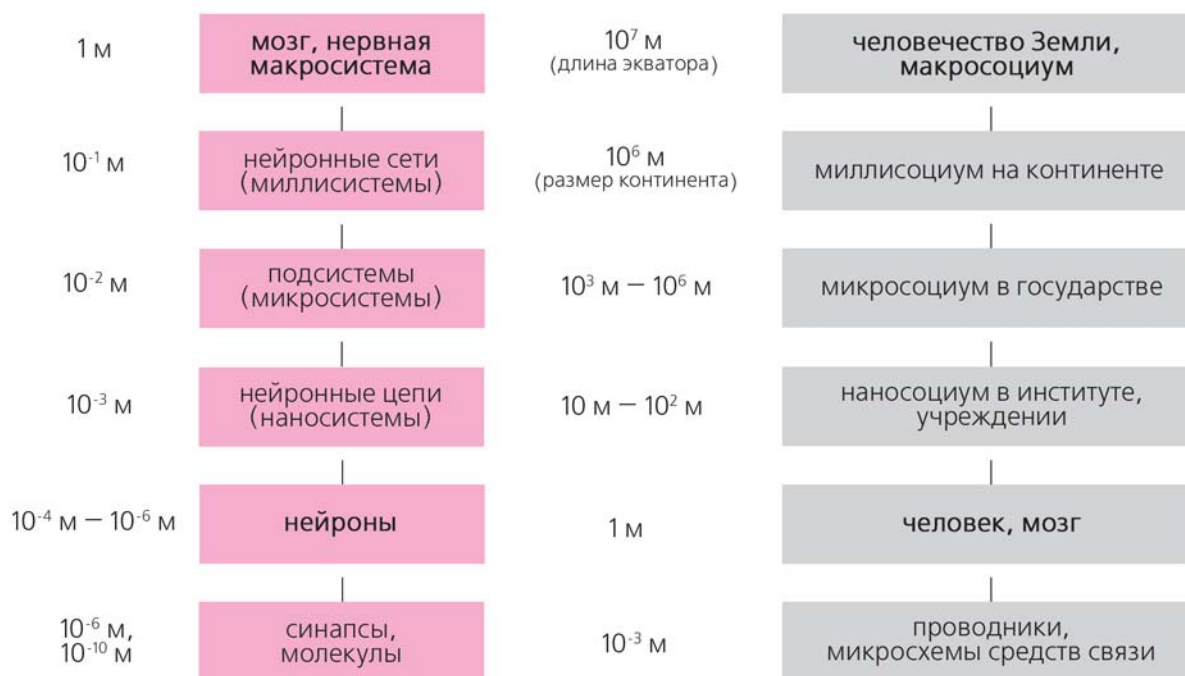 1 м
мозг, нервная
макросистема
10⁷ м
(длина экватора)
человечество Земли,
макросоциум
10⁻¹ м
нейронные сети
(миллисистемы)
10⁶ м
(размер континента)
миллисоциум на континенте
10⁻² м
подсистемы
(микросистемы)
10³ м — 10⁶ м
микросоциум в государстве
10⁻³ м
нейронные цепи
(наносистемы)
10 м — 10² м
наносоциум в институте,
учреждении
10⁻⁴ м — 10⁻⁶ м
нейроны
1 м
человек, мозг
10⁻⁶ м,
10⁻¹⁰ м
синапсы,
молекулы
10⁻³ м
проводники,
микросхемы средств связи